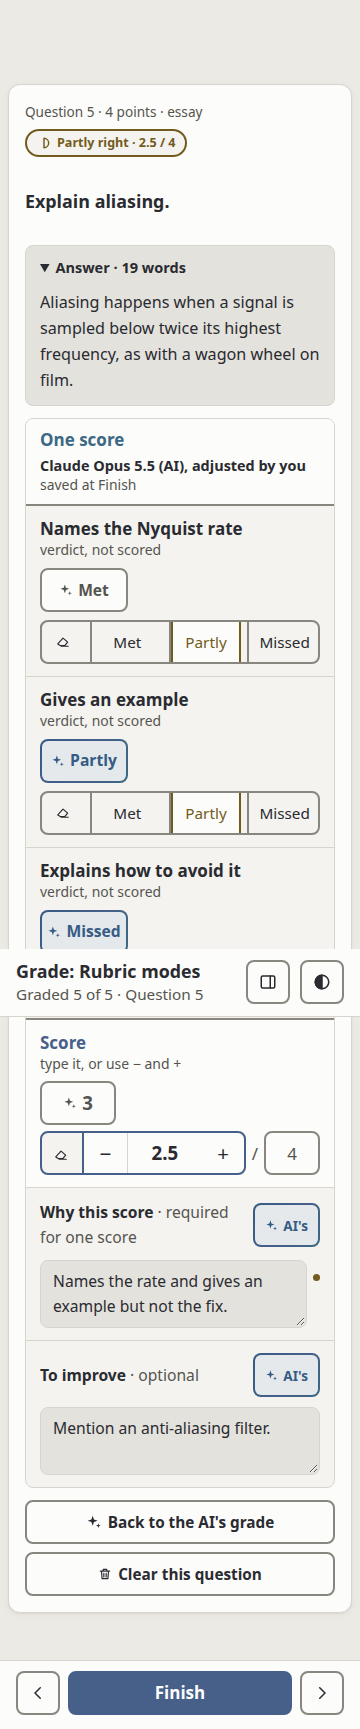 Question 5 · 4 points · essay
Partly right · 2.5 / 4
Explain aliasing.
Answer · 19 words
Aliasing happens when a signal is
sampled below twice its highest
frequency, as with a wagon wheel on
film.
One score
Claude Opus 5.5 (AI), adjusted by you
saved at Finish
Names the Nyquist rate
verdict, not scored
Met
Met Partly Missed
Gives an example
verdict, not scored
Partly
Met Partly Missed
Explains how to avoid it
verdict, not scored
Missed
Grade: Rubric modes
Graded 5 of 5 · Question 5
Score
type it, or use − and +
3
− 2.5 + / 4
Why this score · required
for one score
AI's
Names the rate and gives an
example but not the fix.
To improve · optional
AI's
Mention an anti-aliasing filter.
Back to the AI's grade
Clear this question
Finish